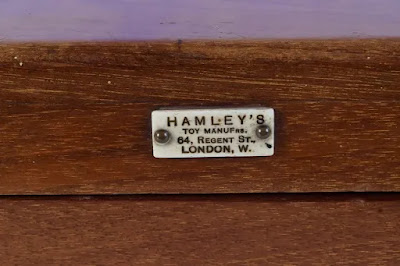 HAMLEY'S
TOY MANUFRS.
64, REGENT ST.,
LONDON, W.